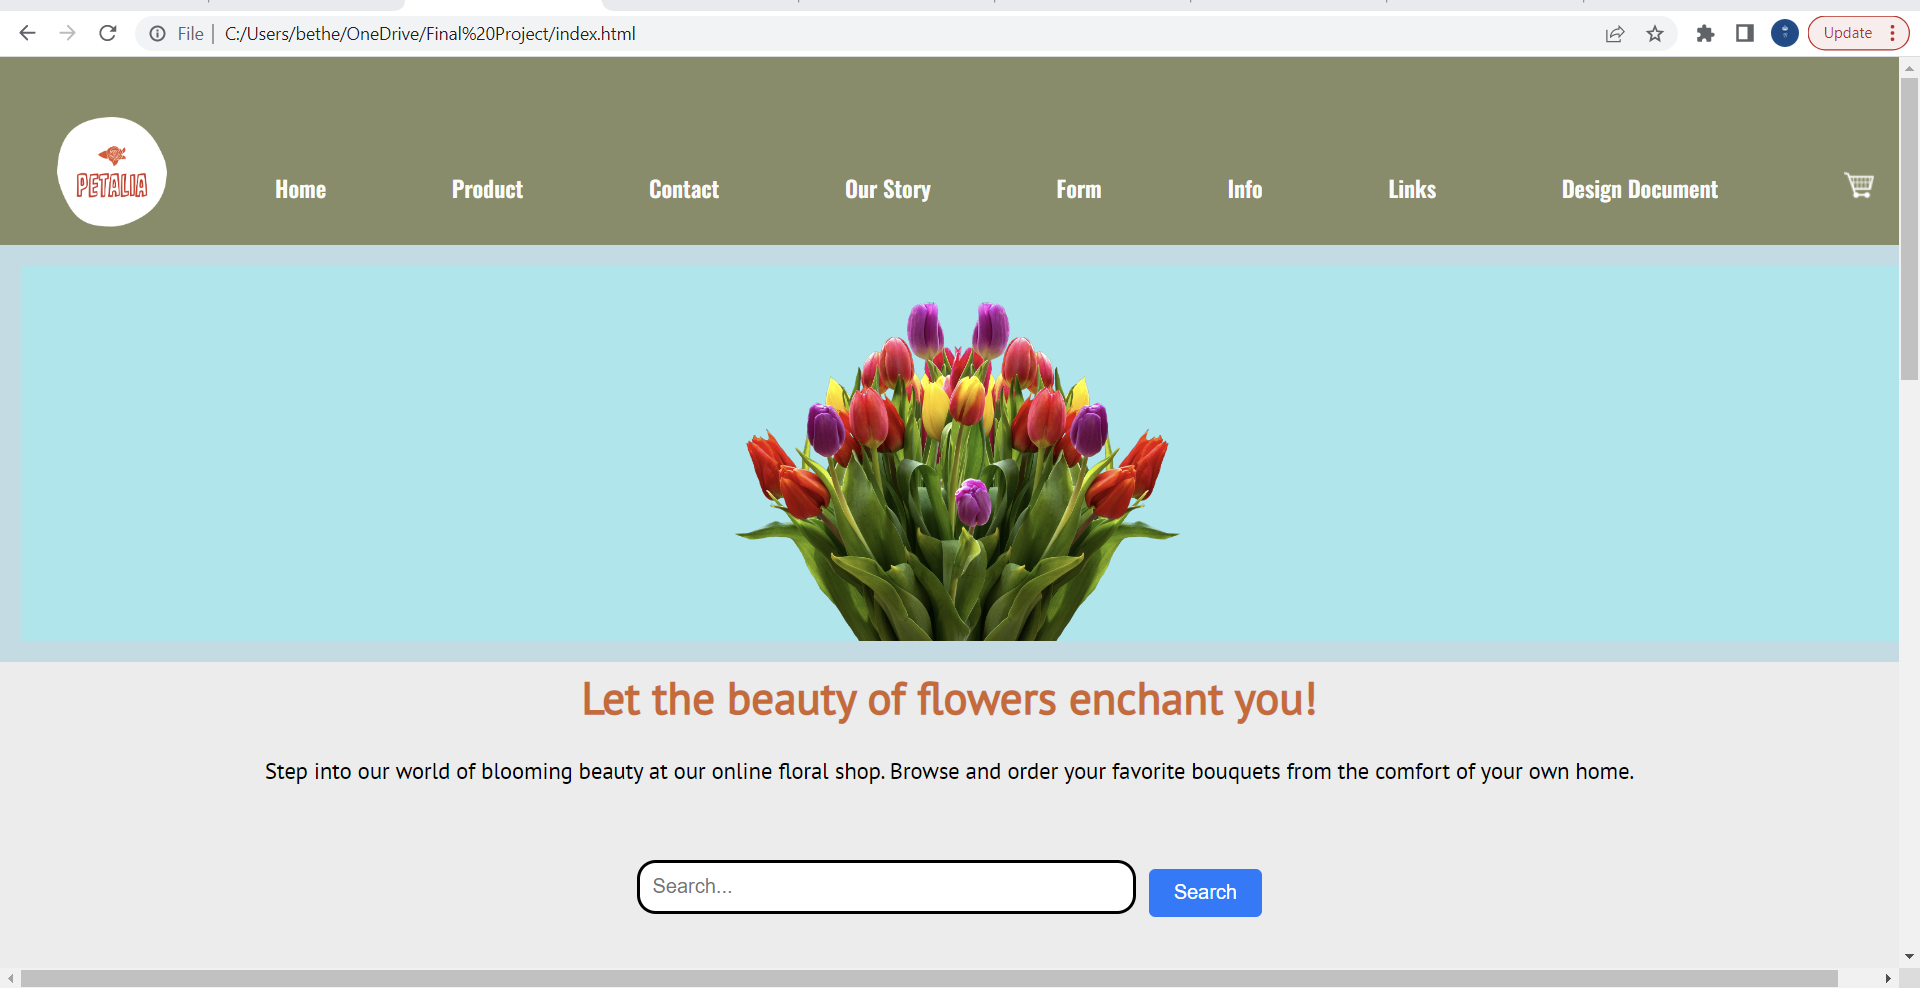 File | C:/Users/bethe/OneDrive/Final%20Project/index.html
Update
PETALIA
Home Product Contact Our Story Form Info Links Design Document
Let the beauty of flowers enchant you!
Step into our world of blooming beauty at our online floral shop. Browse and order your favorite bouquets from the comfort of your own home.
Search... Search